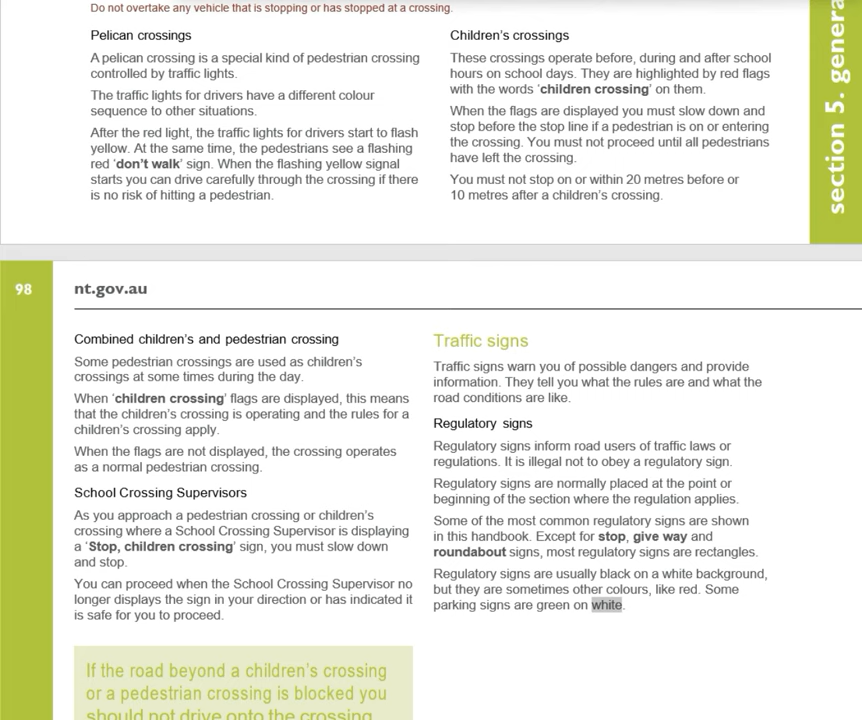 Do not overtake any vehicle that is stopping or has stopped at a crossing.
Pelican crossings
A pelican crossing is a special kind of pedestrian crossing
controlled by traffic lights.
The traffic lights for drivers have a different colour
sequence to other situations.
After the red light, the traffic lights for drivers start to flash
yellow. At the same time, the pedestrians see a flashing
red ‘don’t walk’ sign. When the flashing yellow signal
starts you can drive carefully through the crossing if there
is no risk of hitting a pedestrian.
Children’s crossings
These crossings operate before, during and after school
hours on school days. They are highlighted by red flags
with the words ‘children crossing’ on them.
When the flags are displayed you must slow down and
stop before the stop line if a pedestrian is on or entering
the crossing. You must not proceed until all pedestrians
have left the crossing.
You must not stop on or within 20 metres before or
10 metres after a children’s crossing.
section 5. genera
98
nt.gov.au
Combined children’s and pedestrian crossing
Some pedestrian crossings are used as children’s
crossings at some times during the day.
When ‘children crossing’ flags are displayed, this means
that the children’s crossing is operating and the rules for a
children’s crossing apply.
When the flags are not displayed, the crossing operates
as a normal pedestrian crossing.
School Crossing Supervisors
As you approach a pedestrian crossing or children’s
crossing where a School Crossing Supervisor is displaying
a ‘Stop, children crossing’ sign, you must slow down
and stop.
You can proceed when the School Crossing Supervisor no
longer displays the sign in your direction or has indicated it
is safe for you to proceed.
If the road beyond a children’s crossing
or a pedestrian crossing is blocked you
should not drive onto the crossing
Traffic signs
Traffic signs warn you of possible dangers and provide
information. They tell you what the rules are and what the
road conditions are like.
Regulatory signs
Regulatory signs inform road users of traffic laws or
regulations. It is illegal not to obey a regulatory sign.
Regulatory signs are normally placed at the point or
beginning of the section where the regulation applies.
Some of the most common regulatory signs are shown
in this handbook. Except for stop, give way and
roundabout signs, most regulatory signs are rectangles.
Regulatory signs are usually black on a white background,
but they are sometimes other colours, like red. Some
parking signs are green on white.